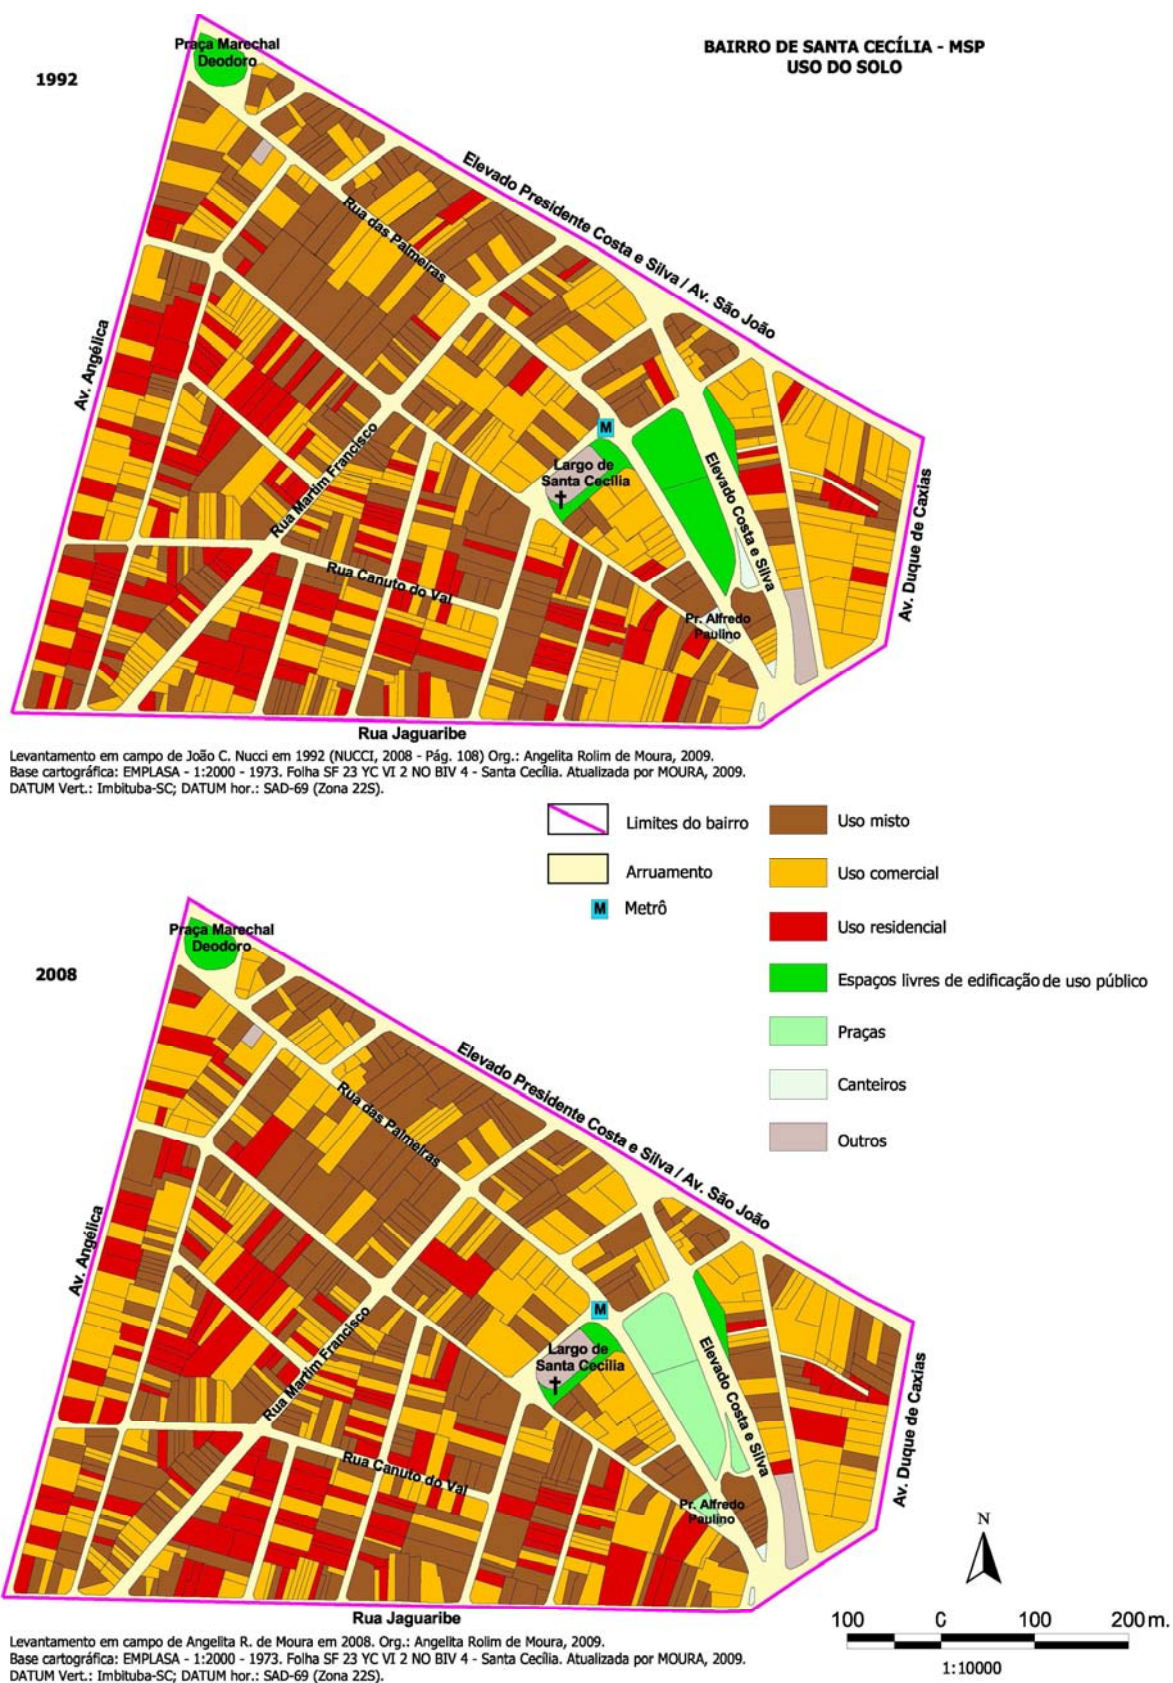 BAIRRO DE SANTA CECÍLIA - MSP
USO DO SOLO
1992
Praça Marechal
Deodoro
Elevado Presidente Costa e Silva / Av. São João
Rua das Palmeiras
Av. Angélica
Rua Martim Francisco
M
Largo de
Santa Cecília
Elevado Costa e Silva
Av. Duque de Caxias
Rua Canuto do Val
Pr. Alfredo
Paulino
Rua Jaguaribe
Levantamento em campo de João C. Nucci em 1992 (NUCCI, 2008 - Pág. 108) Org.: Angelita Rolim de Moura, 2009.
Base cartográfica: EMPLASA - 1:2000 - 1973. Folha SF 23 YC VI 2 NO BIV 4 - Santa Cecília. Atualizada por MOURA, 2009.
DATUM Vert.: Imbituba-SC; DATUM hor.: SAD-69 (Zona 22S).
Limites do bairro
Arruamento
M Metrô
Uso misto
Uso comercial
Uso residencial
Espaços livres de edificação de uso público
Praças
Canteiros
Outros
2008
Praça Marechal
Deodoro
Elevado Presidente Costa e Silva / Av. São João
Rua das Palmeiras
Av. Angélica
Rua Martim Francisco
M
Largo de
Santa Cecília
Elevado Costa e Silva
Av. Duque de Caxias
Rua Canuto do Val
Pr. Alfredo
Paulino
Rua Jaguaribe
N
100 0 100 200 m.
1:10000
Levantamento em campo de Angelita R. de Moura em 2008. Org.: Angelita Rolim de Moura, 2009.
Base cartográfica: EMPLASA - 1:2000 - 1973. Folha SF 23 YC VI 2 NO BIV 4 - Santa Cecília. Atualizada por MOURA, 2009.
DATUM Vert.: Imbituba-SC; DATUM hor.: SAD-69 (Zona 22S).